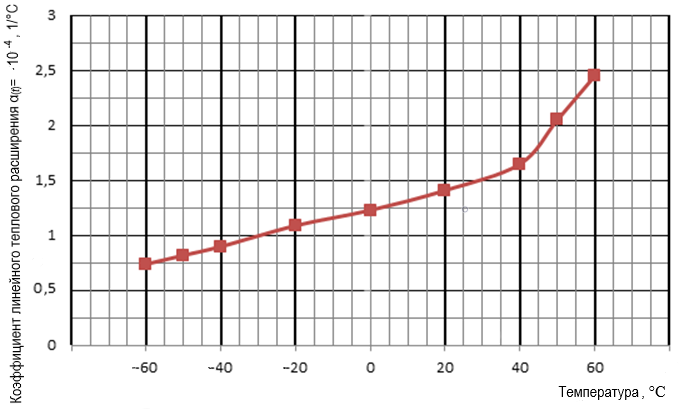 Коэффициент линейного теплового расширения α(t)= ·10 -4 , 1/°C
3
2,5
2
1,5
1
0,5
0
−60 −40 −20 0 20 40 60
Температура , °C